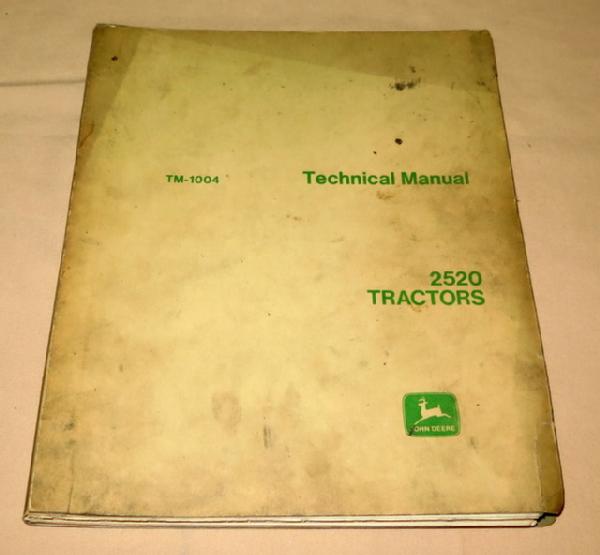 TM-1004 Technical Manual
2520
TRACTORS
JOHN DEERE